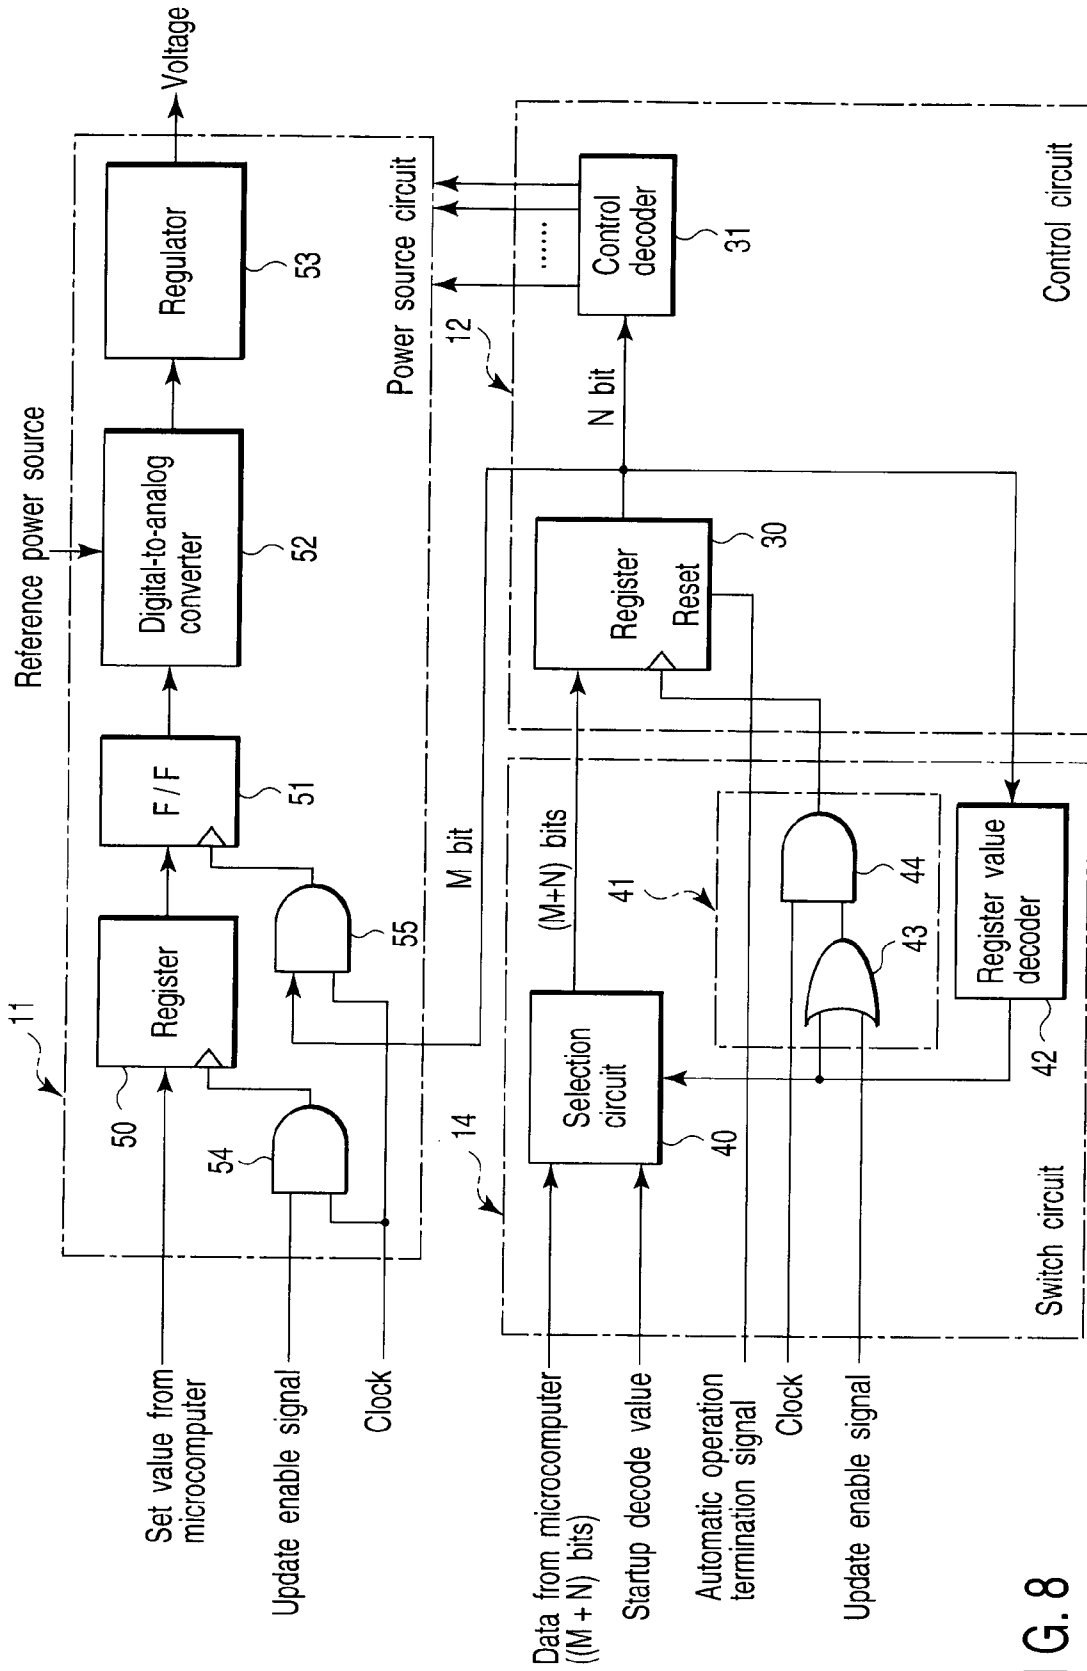 11
Reference power source
Set value from
microcomputer
50
Register
F / F
51
Digital-to-analog
converter
52
Regulator
53
Voltage
Update enable signal
54
55
Clock
Power source circuit
M bit
14
12
Data from microcomputer
((M + N) bits)
Startup decode value
Selection
circuit
40
(M+N) bits
Register
Reset
30
N bit
Control
decoder
31
......
Automatic operation
termination signal
Clock
Update enable signal
41
43
44
42
Register value
decoder
Switch circuit
Control circuit
G. 8